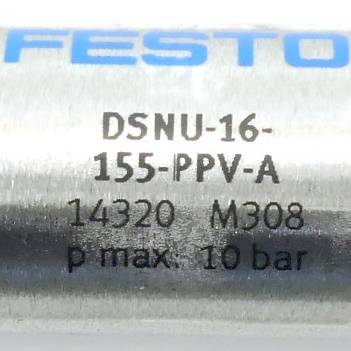 FESTO
DSNU-16-
155-PPV-A
14320 M308
p max: 10 bar